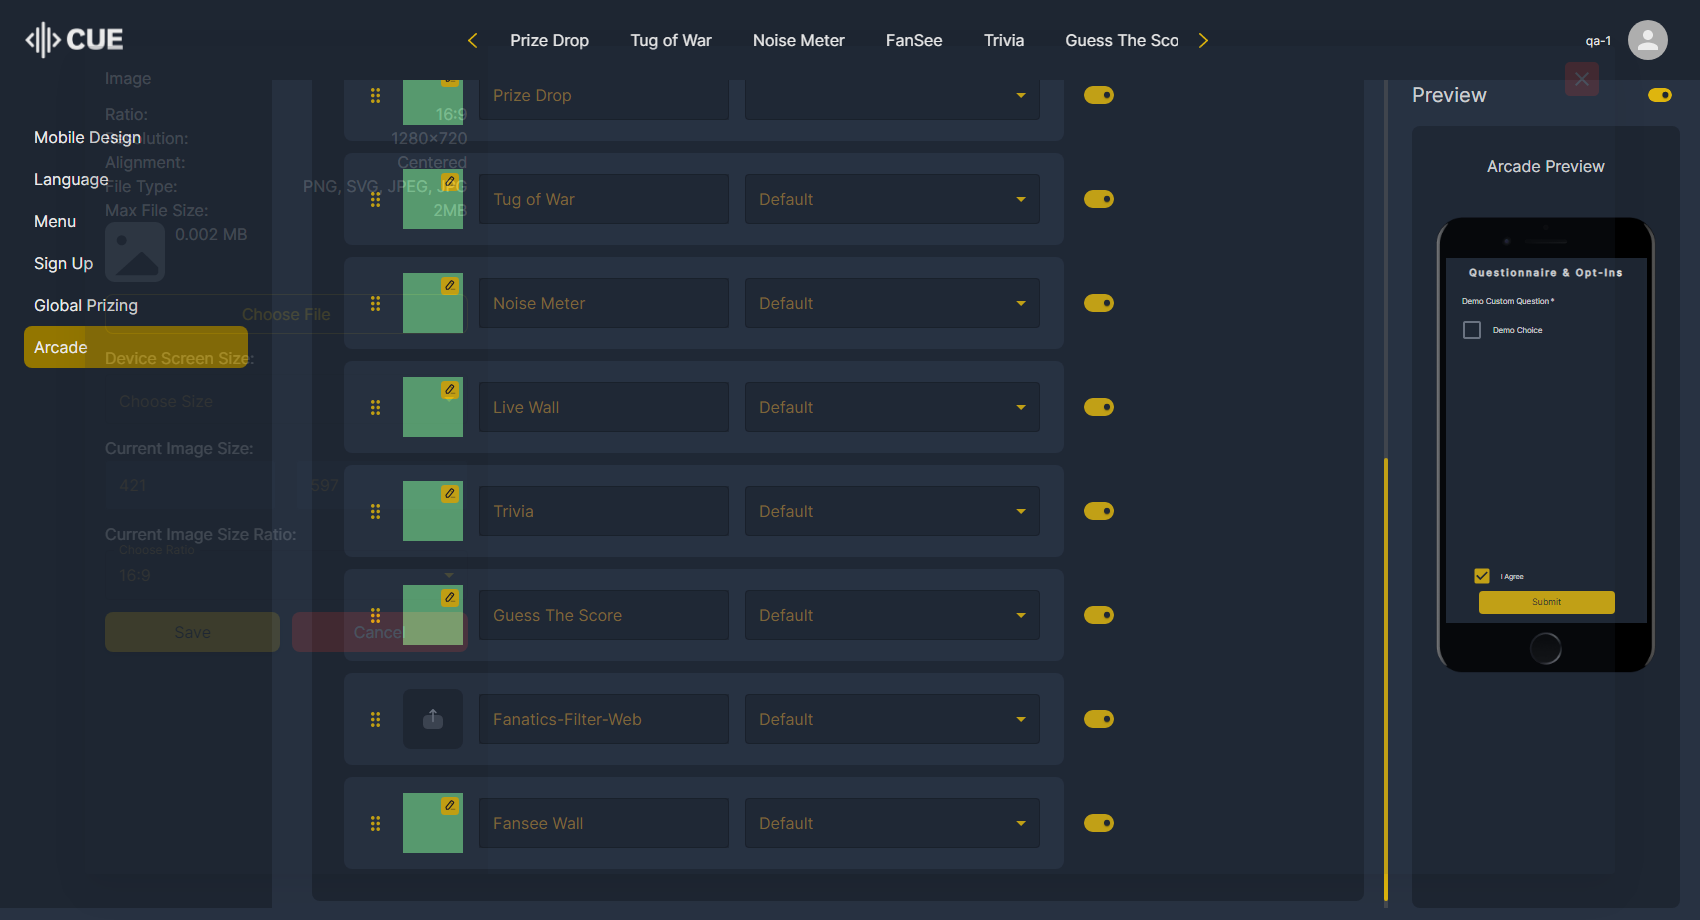 CUE
Prize Drop
Tug of War
Noise Meter
FanSee
Trivia
Guess The Sco
qa-1
Mobile Design
Language
Menu
Sign Up
Global Prizing
Arcade
Image
Ratio:
16:9
Resolution:
1280x720
Alignment:
Centered
File Type:
PNG, SVG, JPEG, JPG
Max File Size:
2MB
0.002 MB
Choose File
Device Screen Size:
Choose Size
Current Image Size:
421
597
Current Image Size Ratio:
Choose Ratio
16:9
Save
Cancel
Prize Drop
Tug of War
Default
Noise Meter
Default
Live Wall
Default
Trivia
Default
Guess The Score
Default
Fanatics-Filter-Web
Default
Fansee Wall
Default
Preview
Arcade Preview
Questionnaire & Opt-Ins
Demo Custom Question *
Demo Choice
I Agree
Submit